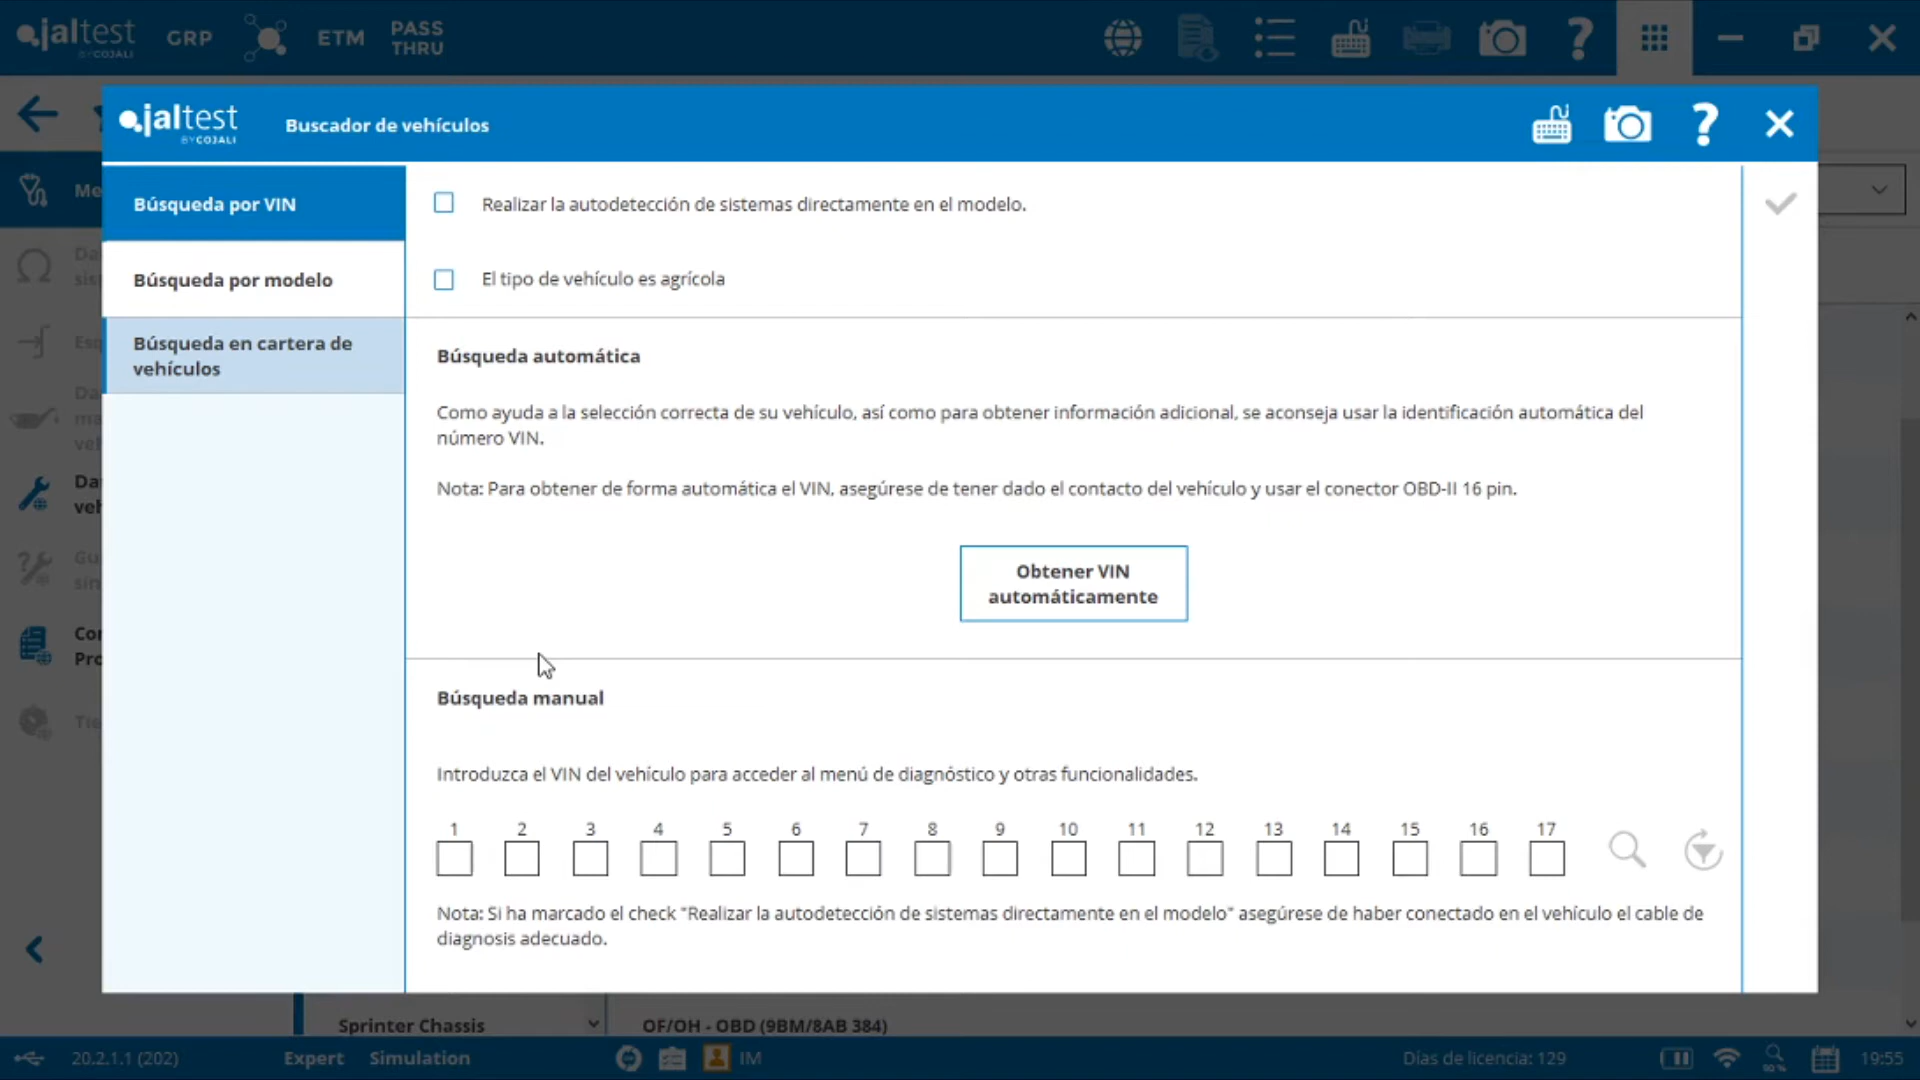 jaltest
BY COJALI
GRP
ETM
PASS
THRU
jaltest
BY COJALI
Buscador de vehículos
Búsqueda por VIN
Búsqueda por modelo
Búsqueda en cartera de
vehículos
Realizar la autodetección de sistemas directamente en el modelo.
El tipo de vehículo es agrícola
Búsqueda automática
Como ayuda a la selección correcta de su vehículo, así como para obtener información adicional, se aconseja usar la identificación automática del
número VIN.
Nota: Para obtener de forma automática el VIN, asegúrese de tener dado el contacto del vehículo y usar el conector OBD-II 16 pin.
Obtener VIN
automáticamente
Búsqueda manual
Introduzca el VIN del vehículo para acceder al menú de diagnóstico y otras funcionalidades.
1 2 3 4 5 6 7 8 9 10 11 12 13 14 15 16 17
Nota: Si ha marcado el check "Realizar la autodetección de sistemas directamente en el modelo" asegúrese de haber conectado en el vehículo el cable de
diagnosis adecuado.
Sprinter Chassis
OF/OH - OBD (9BM/8AB 384)
20.2.1.1 (202)
Expert
Simulation
IM
Días de licencia: 129
19:55